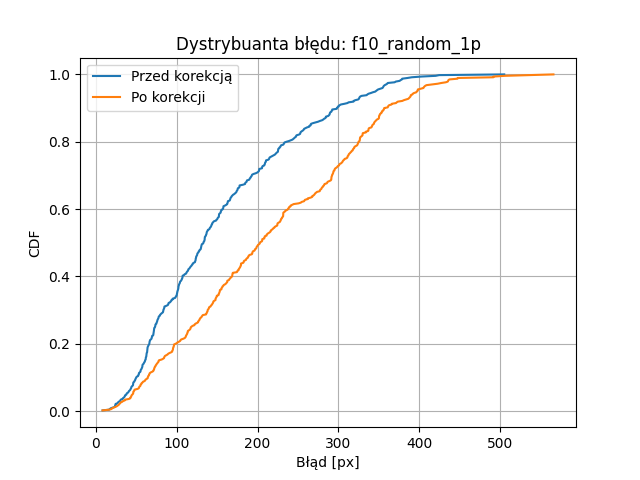 Dystrybuanta błędu: f10_random_1p
Przed korekcją
Po korekcji
CDF
1.0
0.8
0.6
0.4
0.2
0.0
0 100 200 300 400 500
Błąd [px]